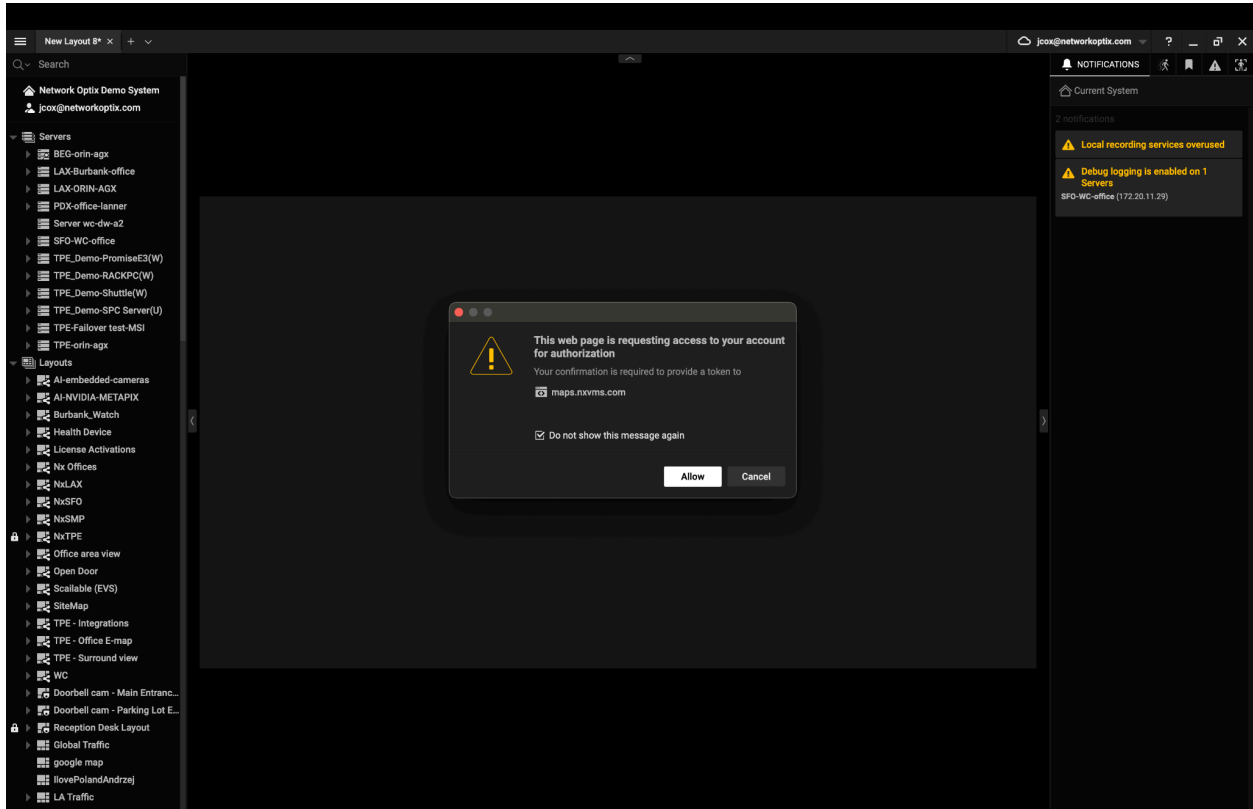 New Layout 8* × + 
jcox@networkoptix.com ?
Search
Network Optix Demo System
jcox@networkoptix.com
Servers
BEG-orin-agx
LAX-Burbank-office
LAX-ORIN-AGX
PDX-office-lanner
Server wc-dw-a2
SFO-WC-office
TPE_Demo-PromiseE3(W)
TPE_Demo-RACKPC(W)
TPE_Demo-Shuttle(W)
TPE_Demo-SPC Server(U)
TPE-Failover test-MSI
TPE-orin-agx
Layouts
AI-embedded-cameras
AI-NVIDIA-METAPIX
Burbank_Watch
Health Device
License Activations
Nx Offices
NxLAX
NxSFO
NxSMP
NxTPE
Office area view
Open Door
Scailable (EVS)
SiteMap
TPE - Integrations
TPE - Office E-map
TPE - Surround view
WC
Doorbell cam - Main Entranc...
Doorbell cam - Parking Lot E...
Reception Desk Layout
Global Traffic
google map
IlovePolandAndrzej
LA Traffic
This web page is requesting access to your account
for authorization
Your confirmation is required to provide a token to
maps.nxvms.com
Do not show this message again
Allow Cancel
NOTIFICATIONS
Current System
2 notifications
Local recording services overused
Debug logging is enabled on 1
Servers
SFO-WC-office (172.20.11.29)